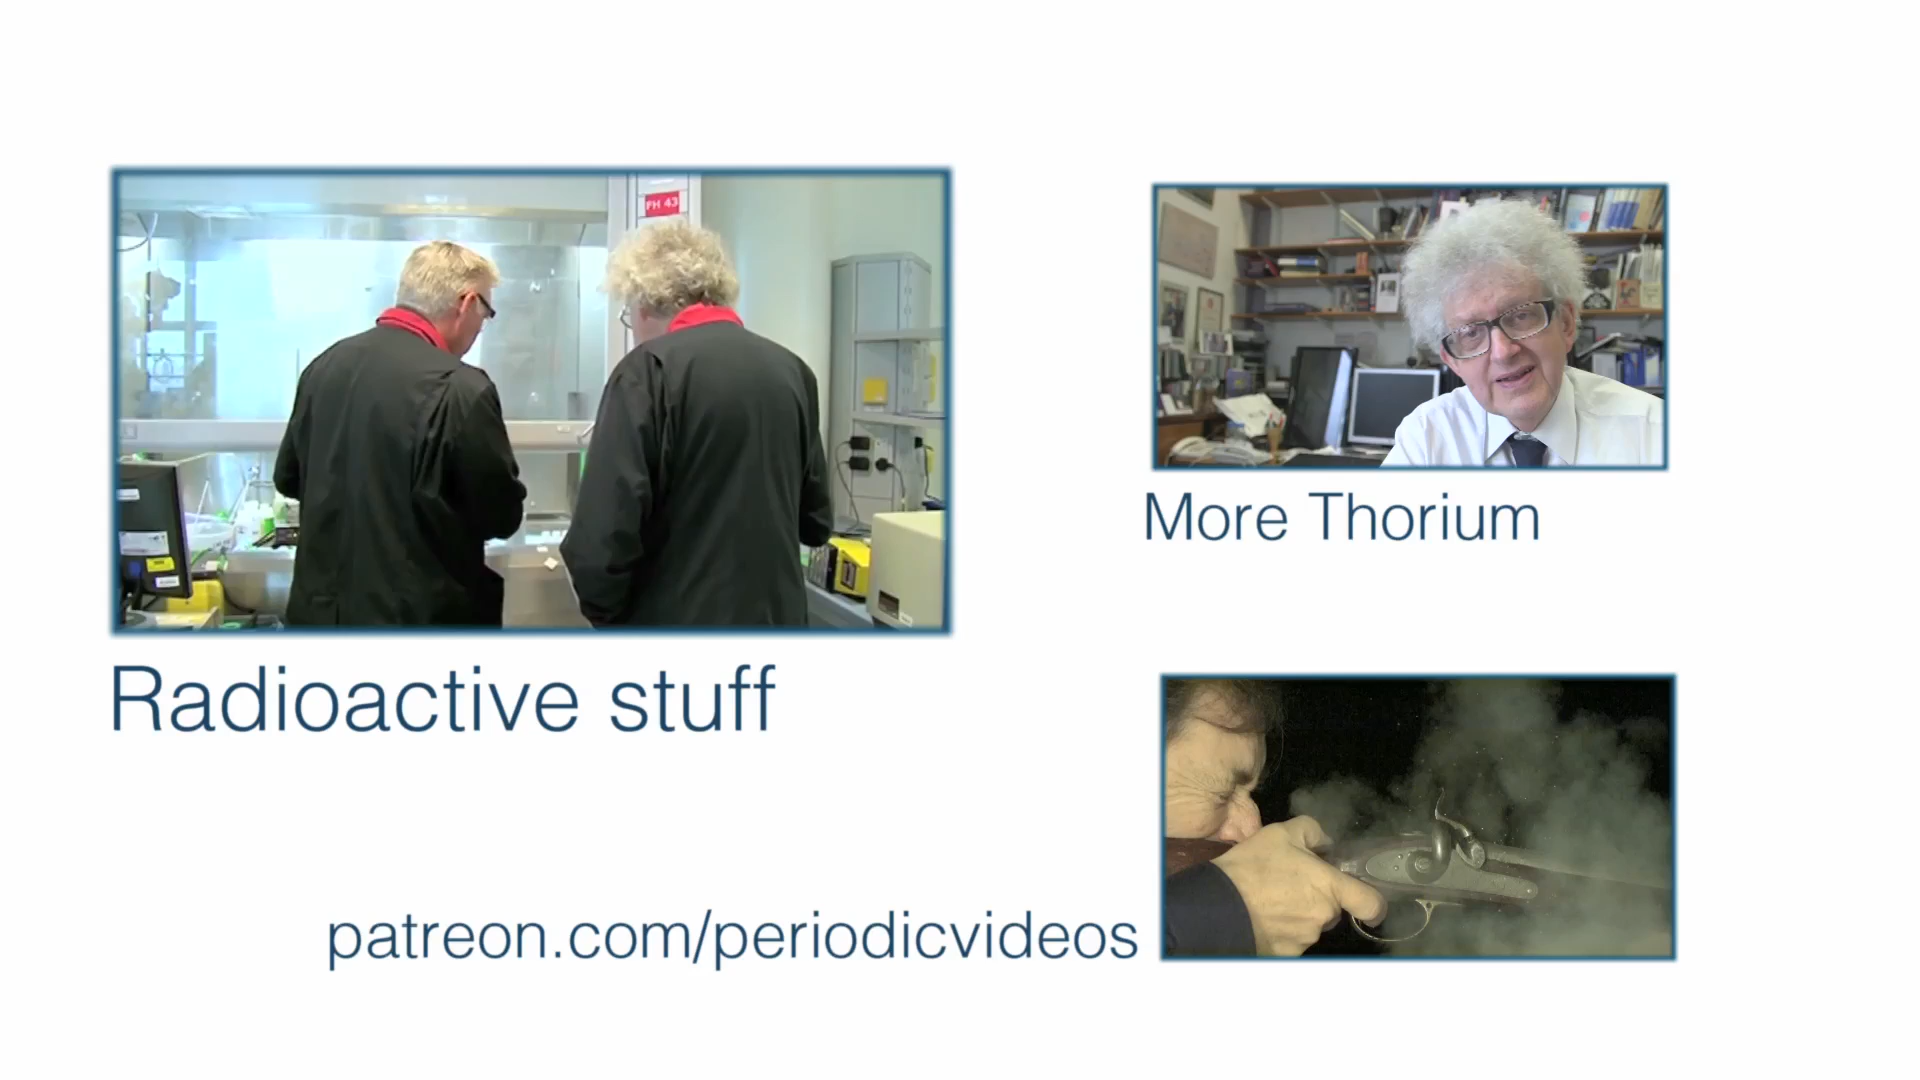 FH 43
Radioactive stuff
More Thorium
patreon.com/periodicvideos